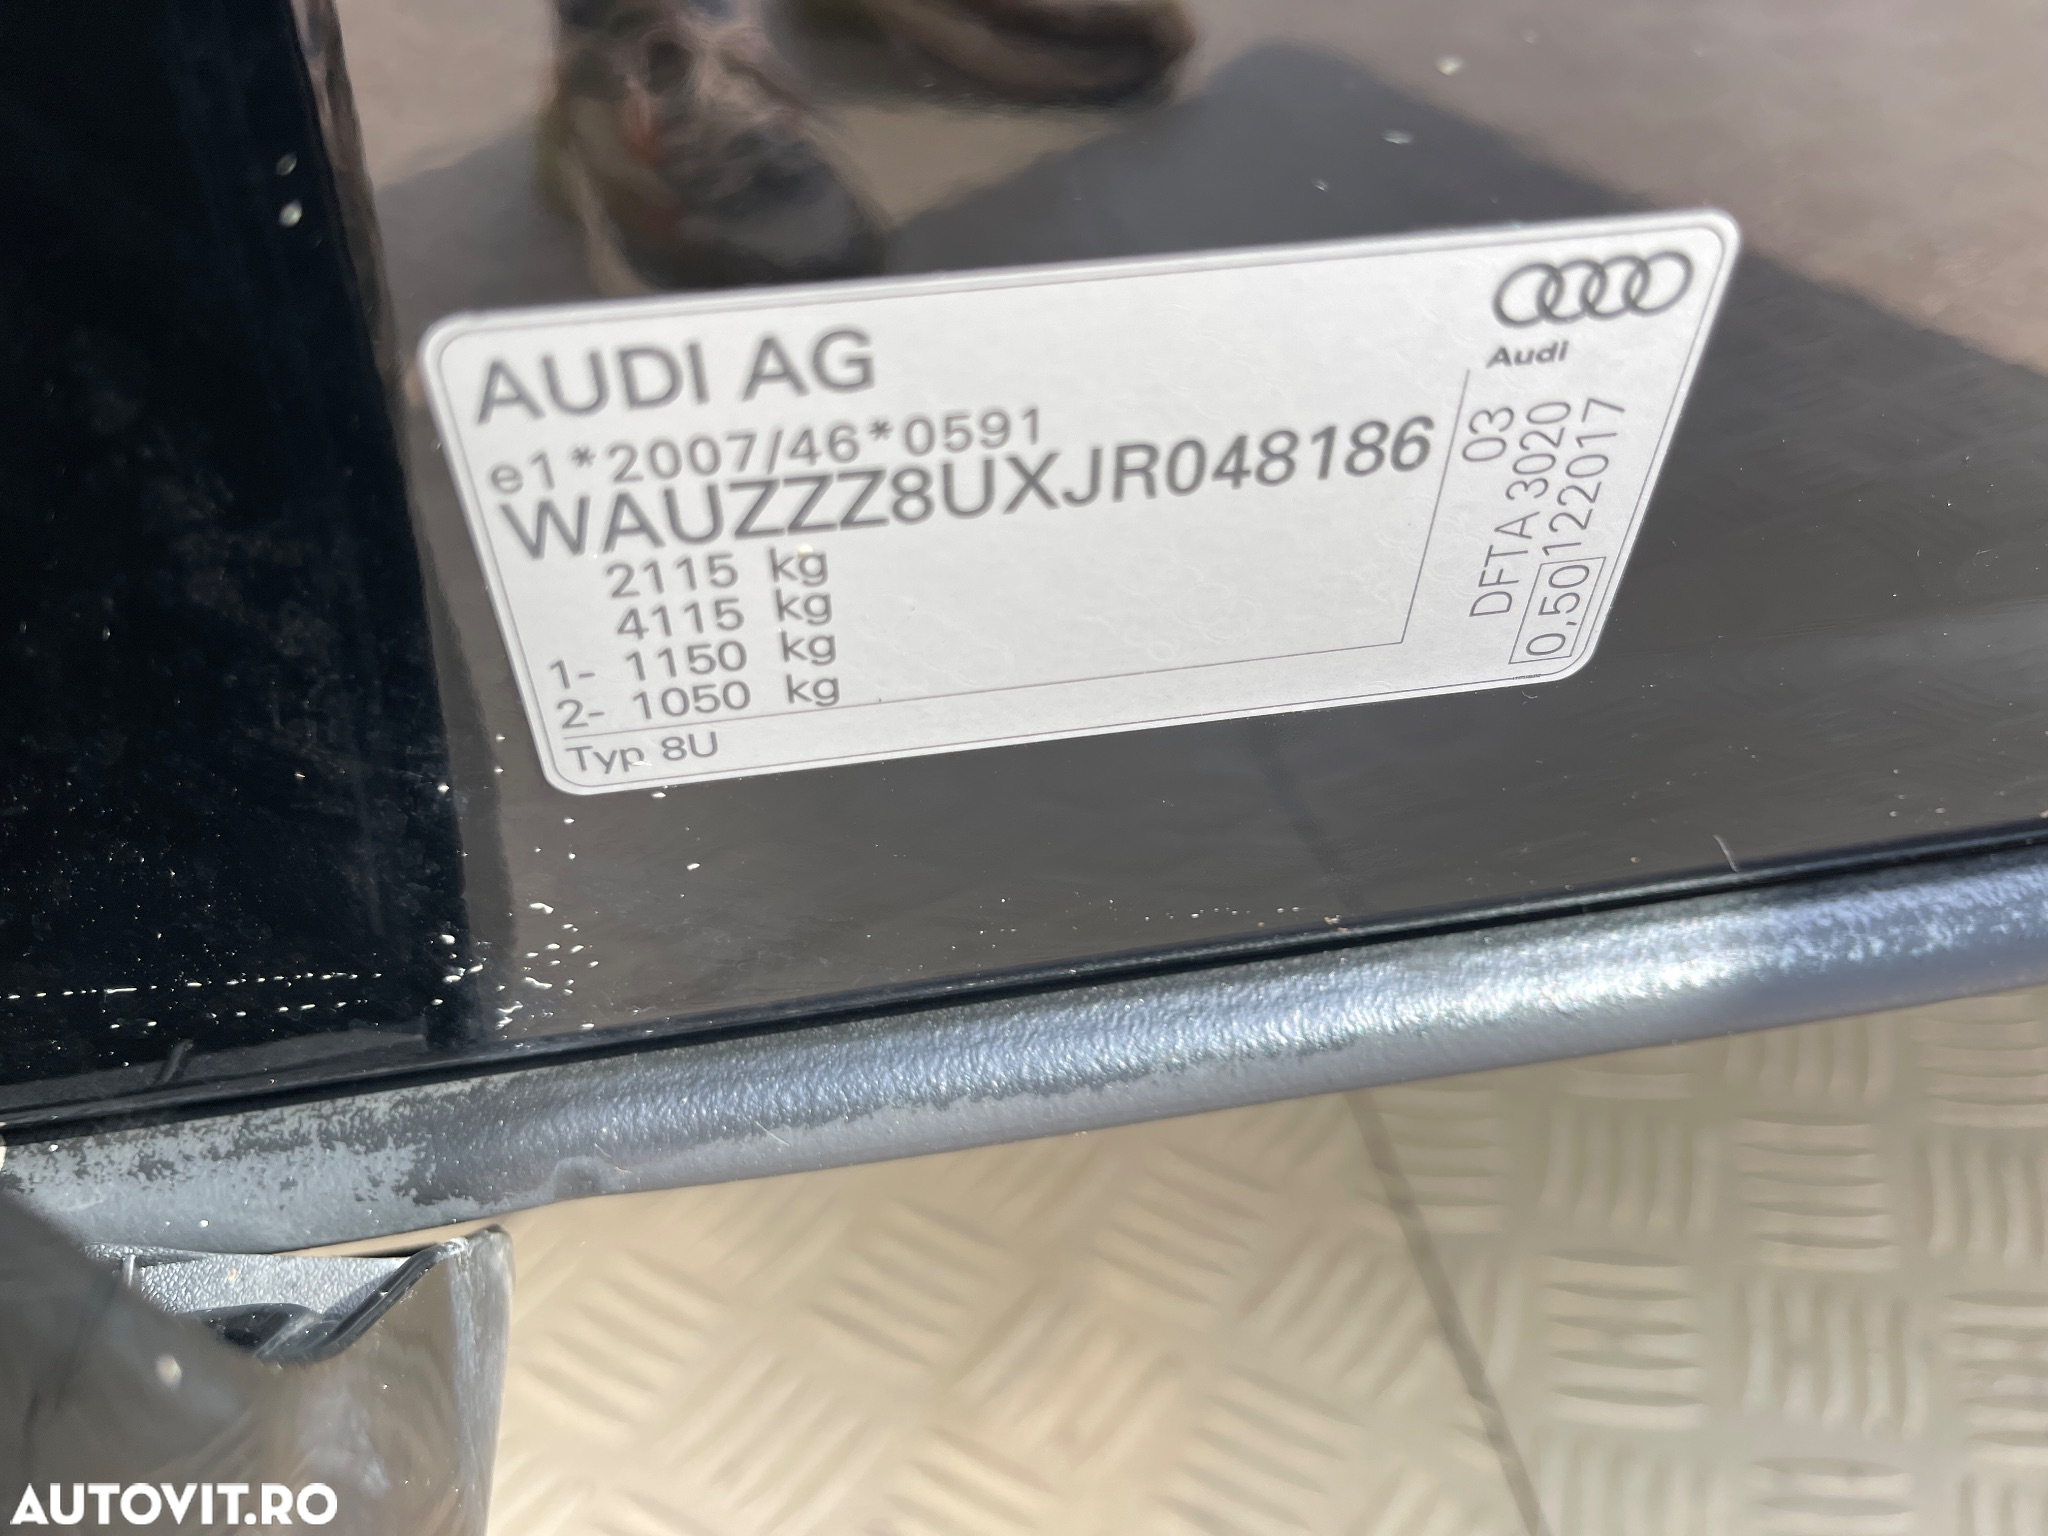 AUDI AG
e1*2007/46*0591
WAUZZZ8UXJR048186
2115 kg
4115 kg
1- 1150 kg
2- 1050 kg
Typ 8U
Audi
03
DFTA 3020
0,50 122017
AUTOVIT.RO